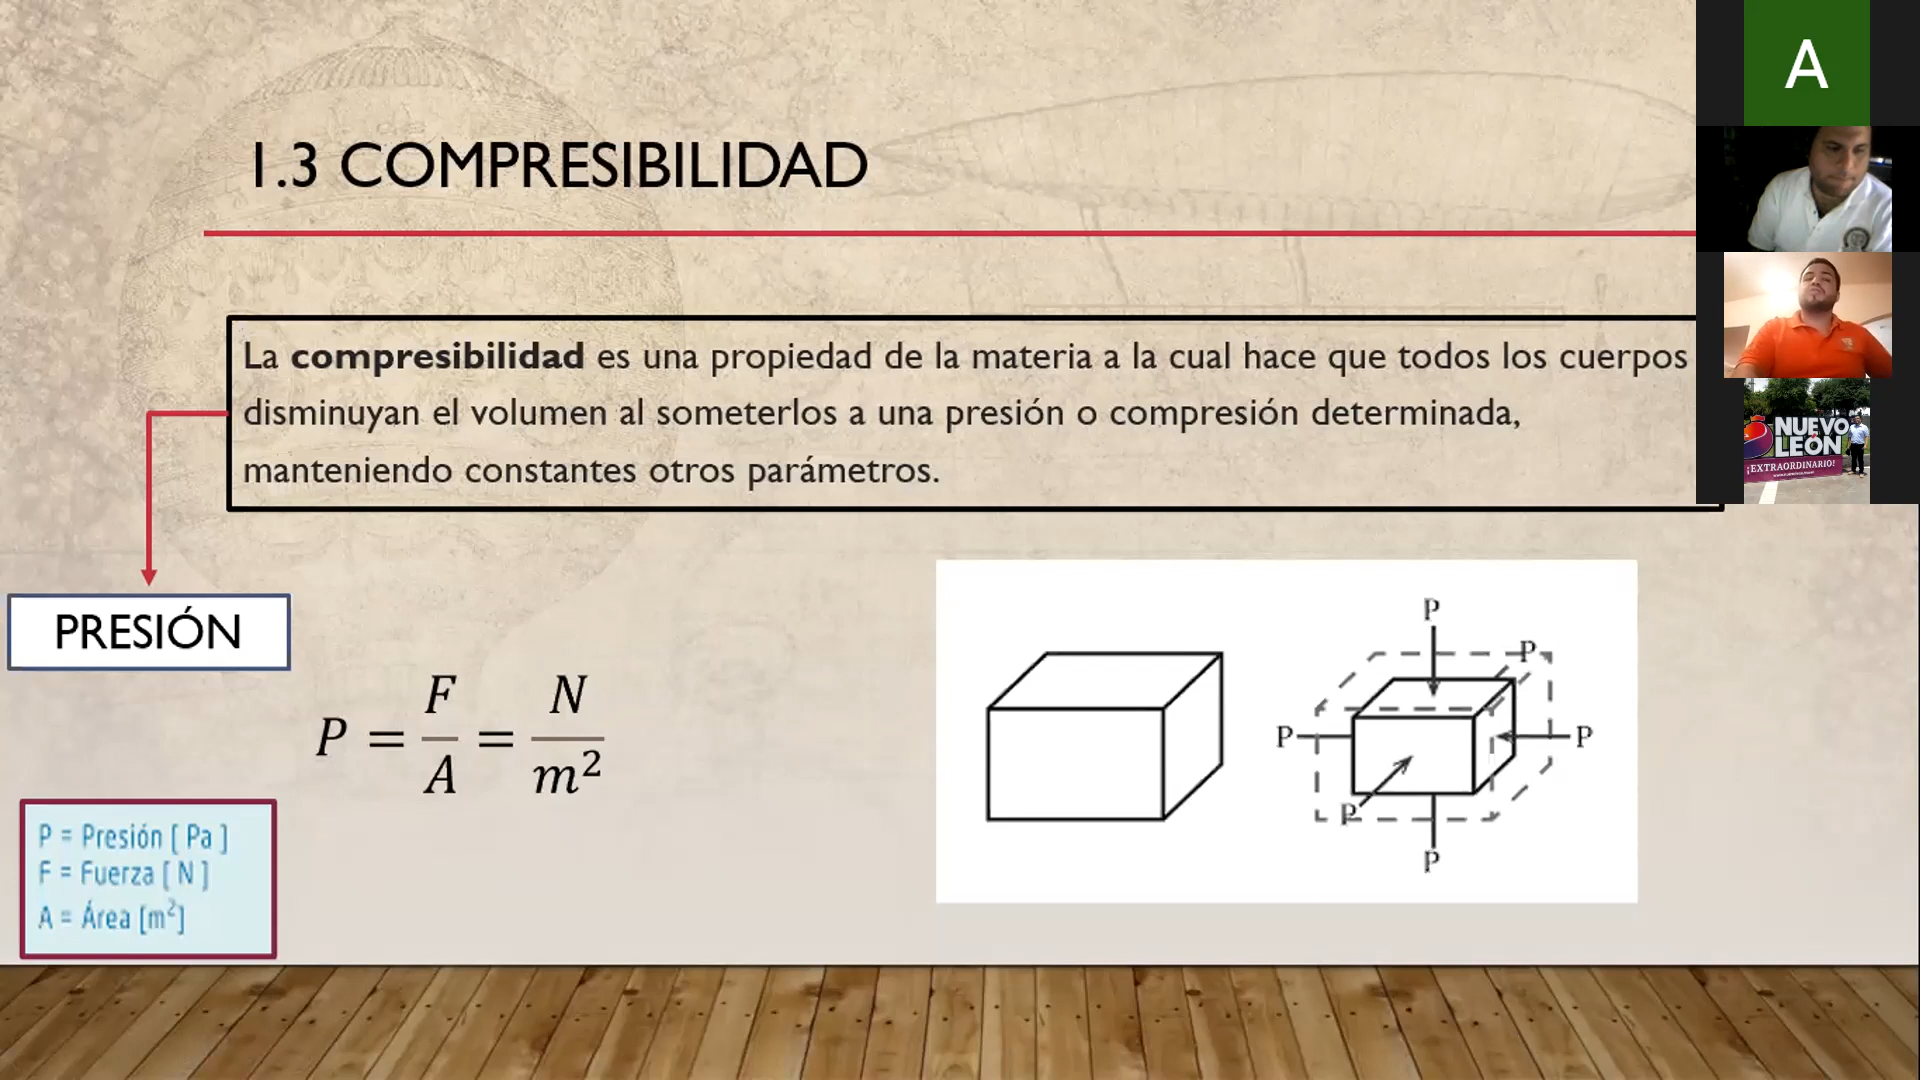 1.3 COMPRESIBILIDAD
La compresibilidad es una propiedad de la materia a la cual hace que todos los cuerpos
disminuyan el volumen al someterlos a una presión o compresión determinada,
manteniendo constantes otros parámetros.
PRESIÓN
P = F/A = N/m²
P = Presión [ Pa ]
F = Fuerza [ N ]
A = Área [m²]
P
P
P
P
P
P
A
NUEVO
LEÓN
¡EXTRAORDINARIO!